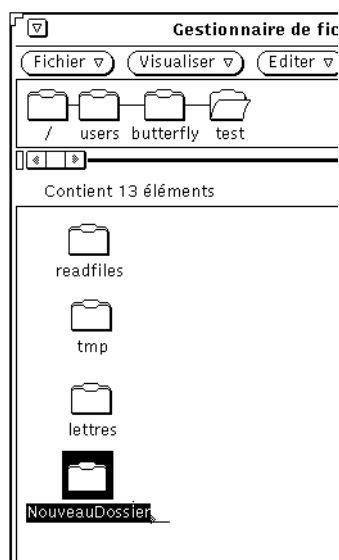 Gestionnaire de fic
Fichier Visualiser Editer
/ users butterfly test
Contient 13 éléments
readfiles
tmp
lettres
NouveauDossier